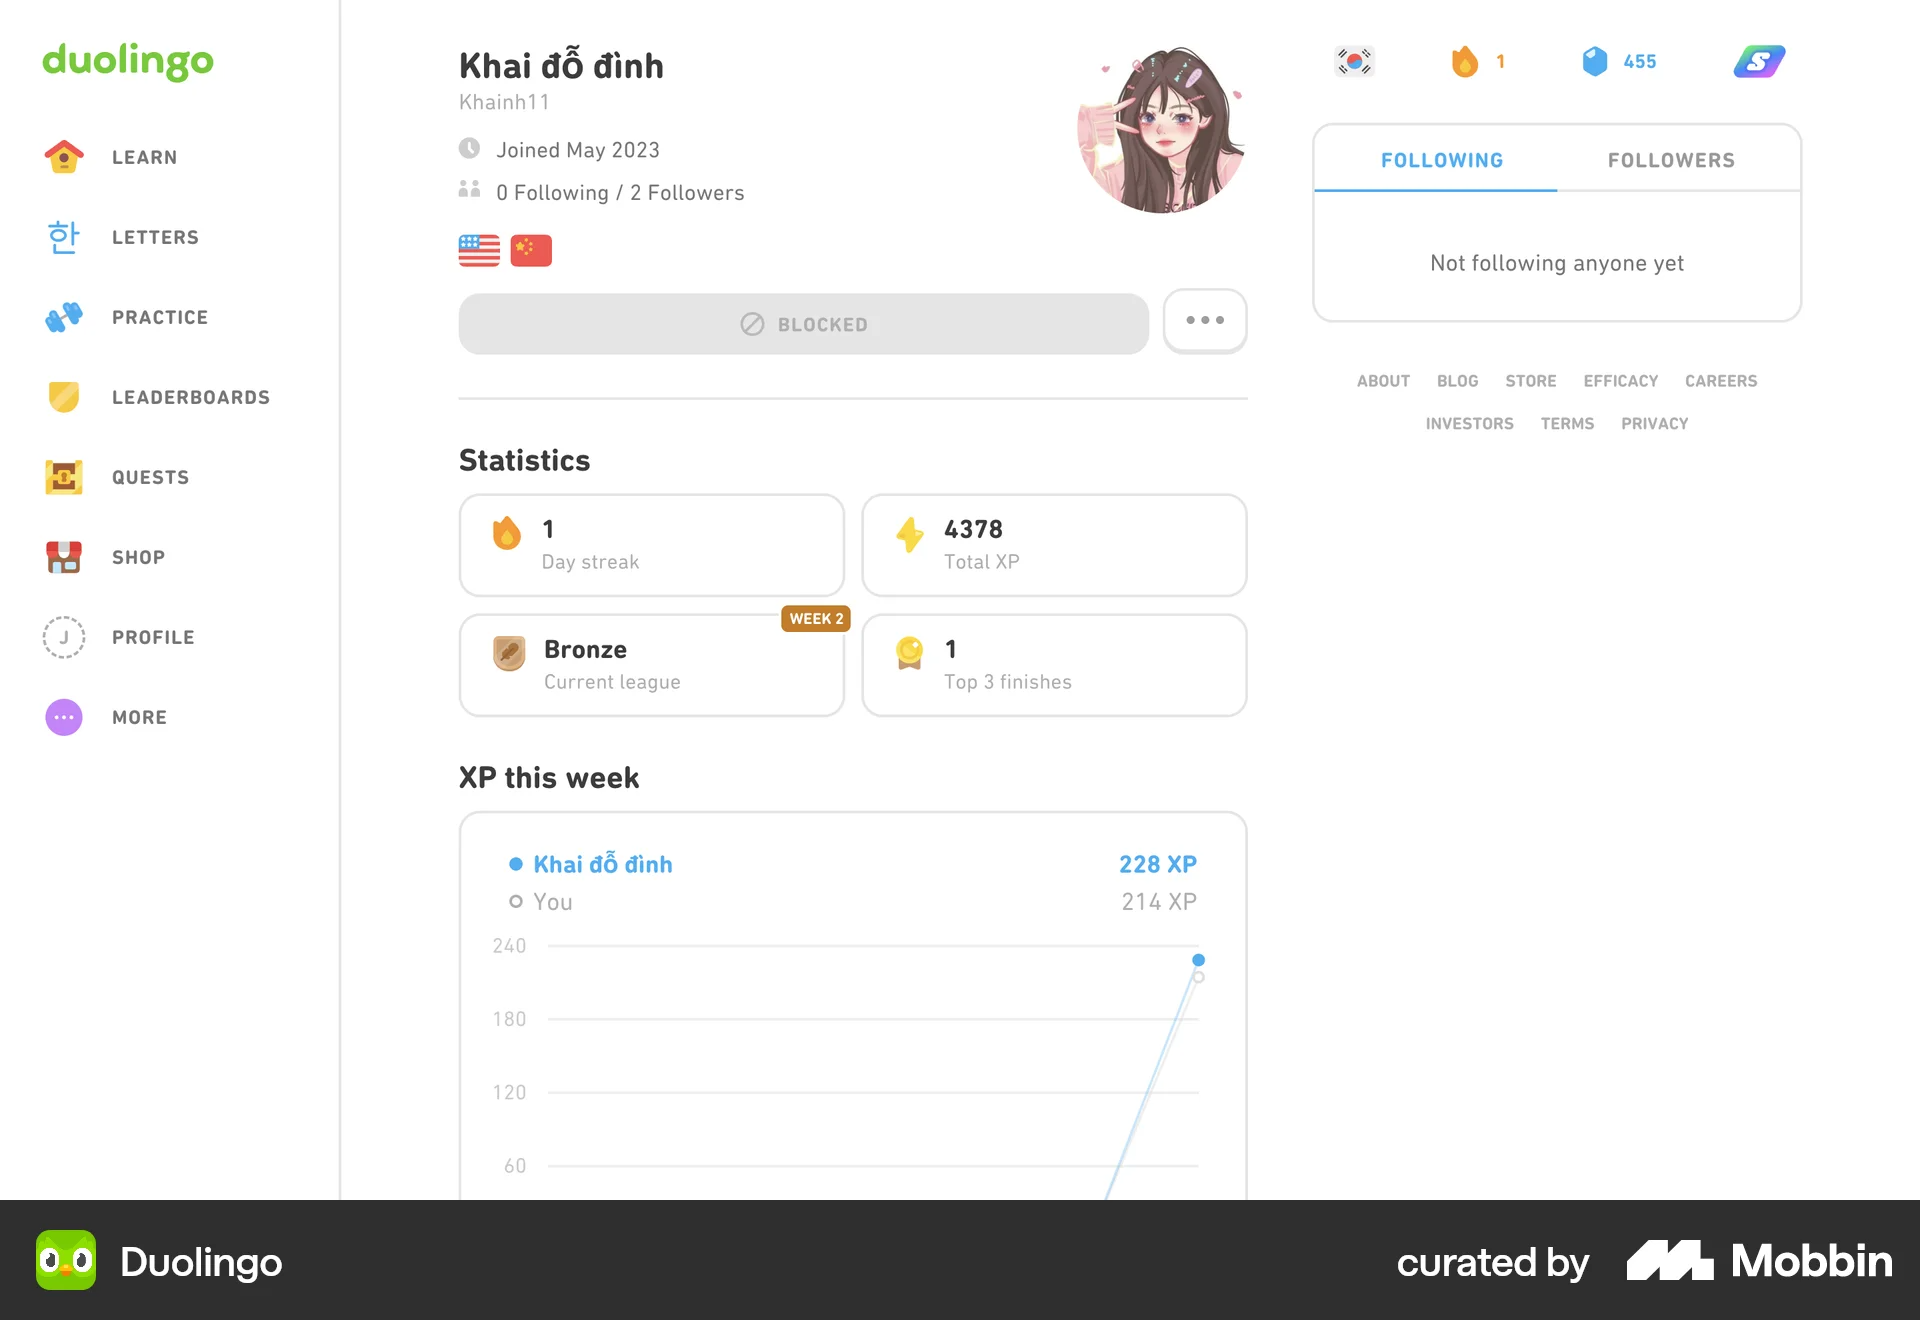 duolingo
LEARN
한
LETTERS
PRACTICE
LEADERBOARDS
QUESTS
SHOP
J
PROFILE
MORE
Khai đỗ đình
Khainh11
Joined May 2023
0 Following / 2 Followers
BLOCKED
Statistics
1
Day streak
4378
Total XP
WEEK 2
Bronze
Current league
1
Top 3 finishes
XP this week
Khai đỗ đình 228 XP
You 214 XP
240
180
120
60
1 455 S
FOLLOWING FOLLOWERS
Not following anyone yet
ABOUT BLOG STORE EFFICACY CAREERS
INVESTORS TERMS PRIVACY
Duolingo
curated by Mobbin